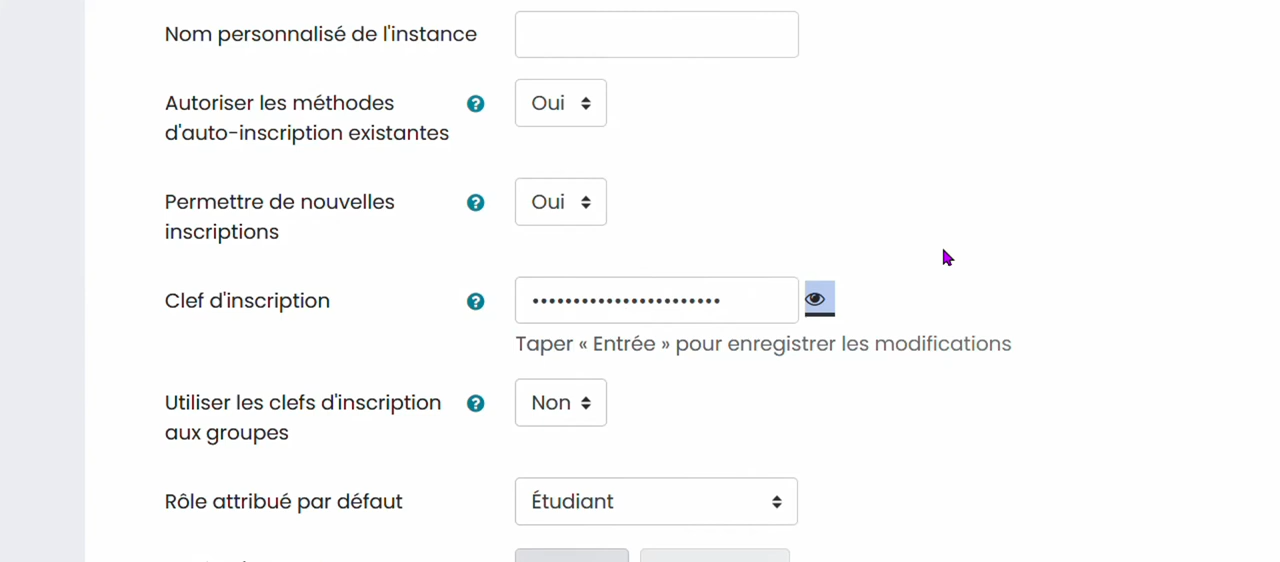 Nom personnalisé de l'instance
Autoriser les méthodes
d'auto-inscription existantes
Oui
Permettre de nouvelles
inscriptions
Oui
Clef d'inscription
•••••••••••••••••••••••
Taper « Entrée » pour enregistrer les modifications
Utiliser les clefs d'inscription
aux groupes
Non
Rôle attribué par défaut
Étudiant